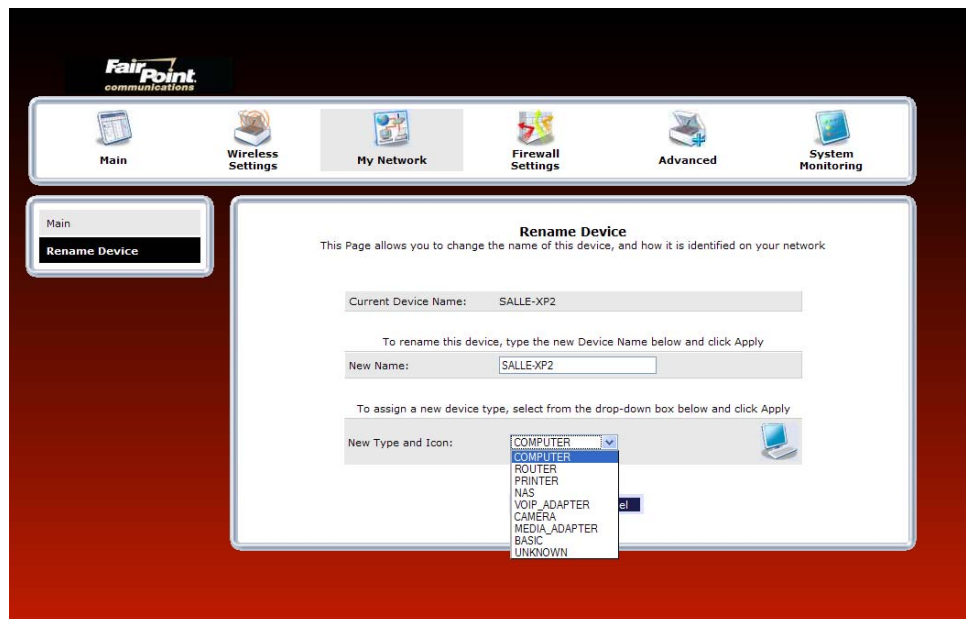 FairPoint.
communications
Main
Wireless
Settings
My Network
Firewall
Settings
Advanced
System
Monitoring
Main
Rename Device
Rename Device
This Page allows you to change the name of this device, and how it is identified on your network
Current Device Name: SALLE-XP2
To rename this device, type the new Device Name below and click Apply
New Name: SALLE-XP2
To assign a new device type, select from the drop-down box below and click Apply
New Type and Icon: COMPUTER
COMPUTER
ROUTER
PRINTER
NAS
VOIP_ADAPTER
CAMERA
MEDIA_ADAPTER
BASIC
UNKNOWN